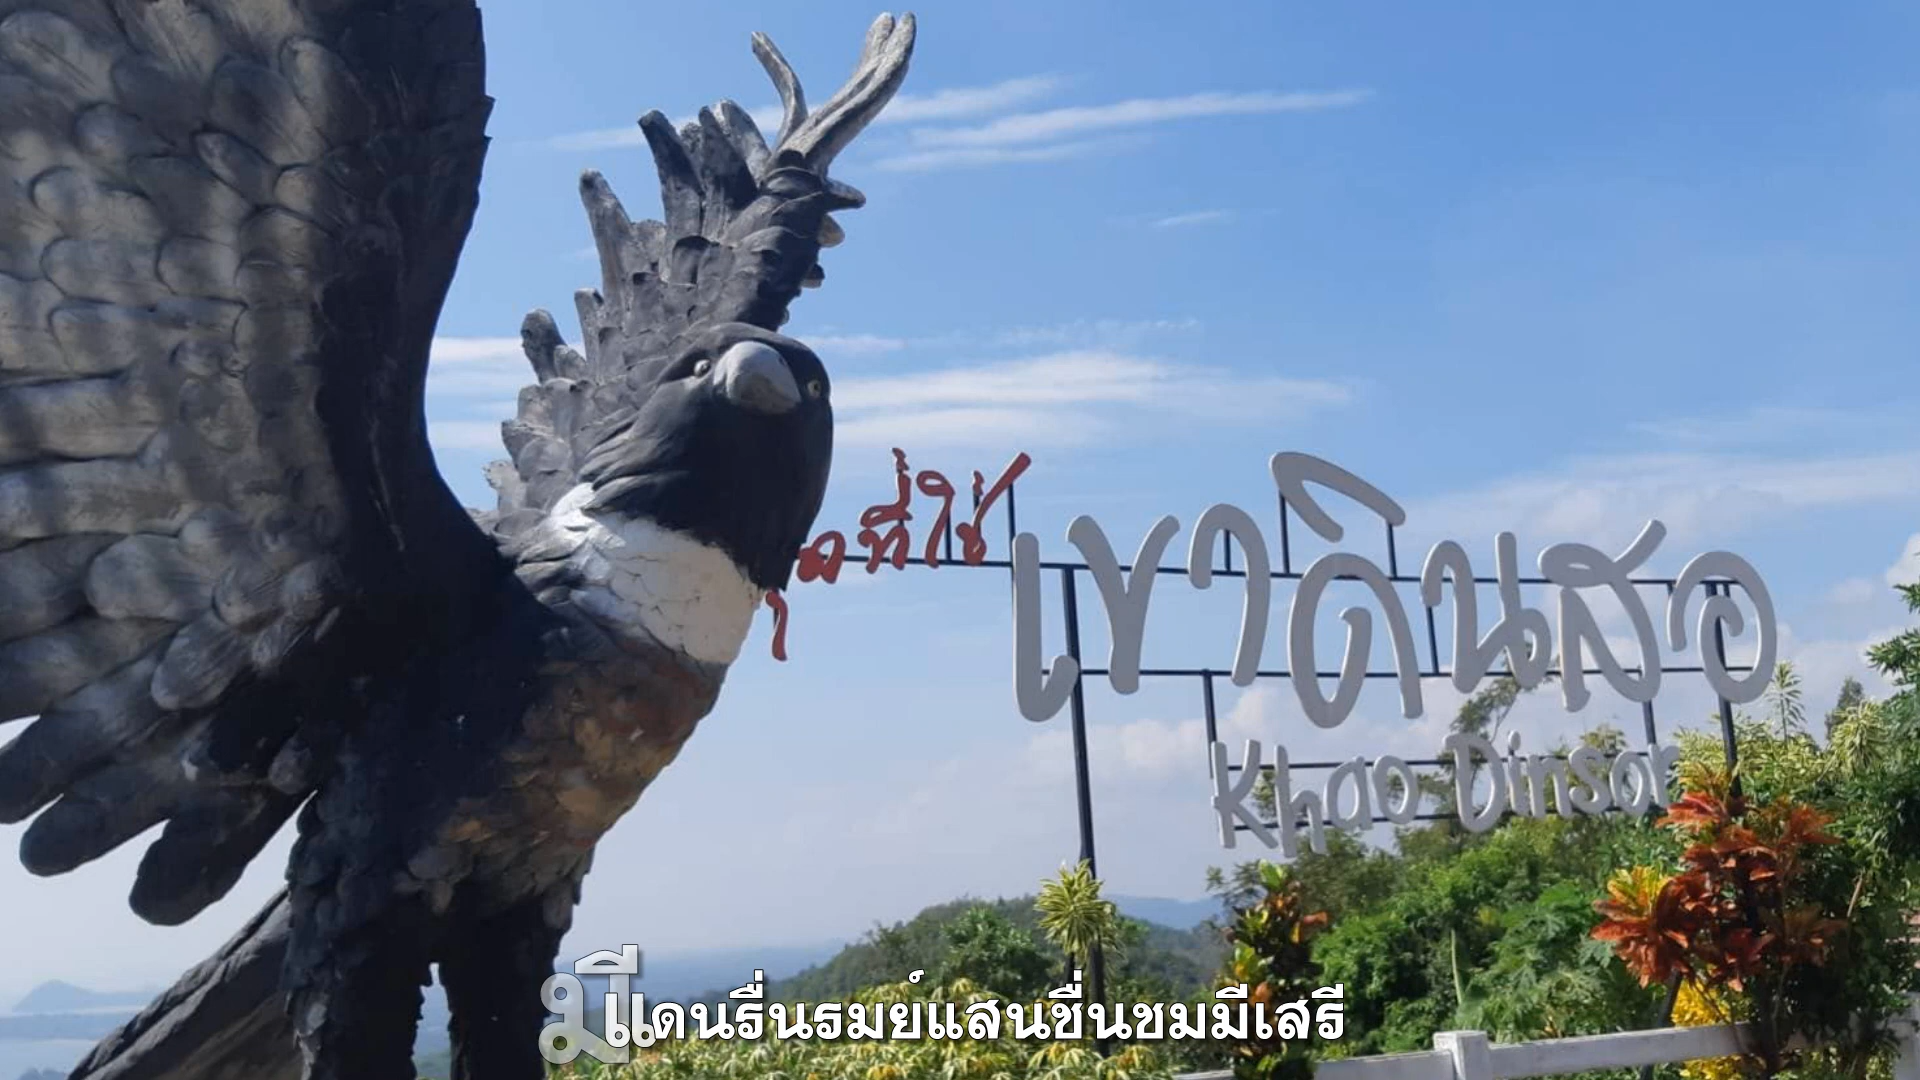 ดที่ใช่
เขาดินสอ
Khao Dinsor
มีแดนรื่นรมย์แสนชื่นชมมีเสรี